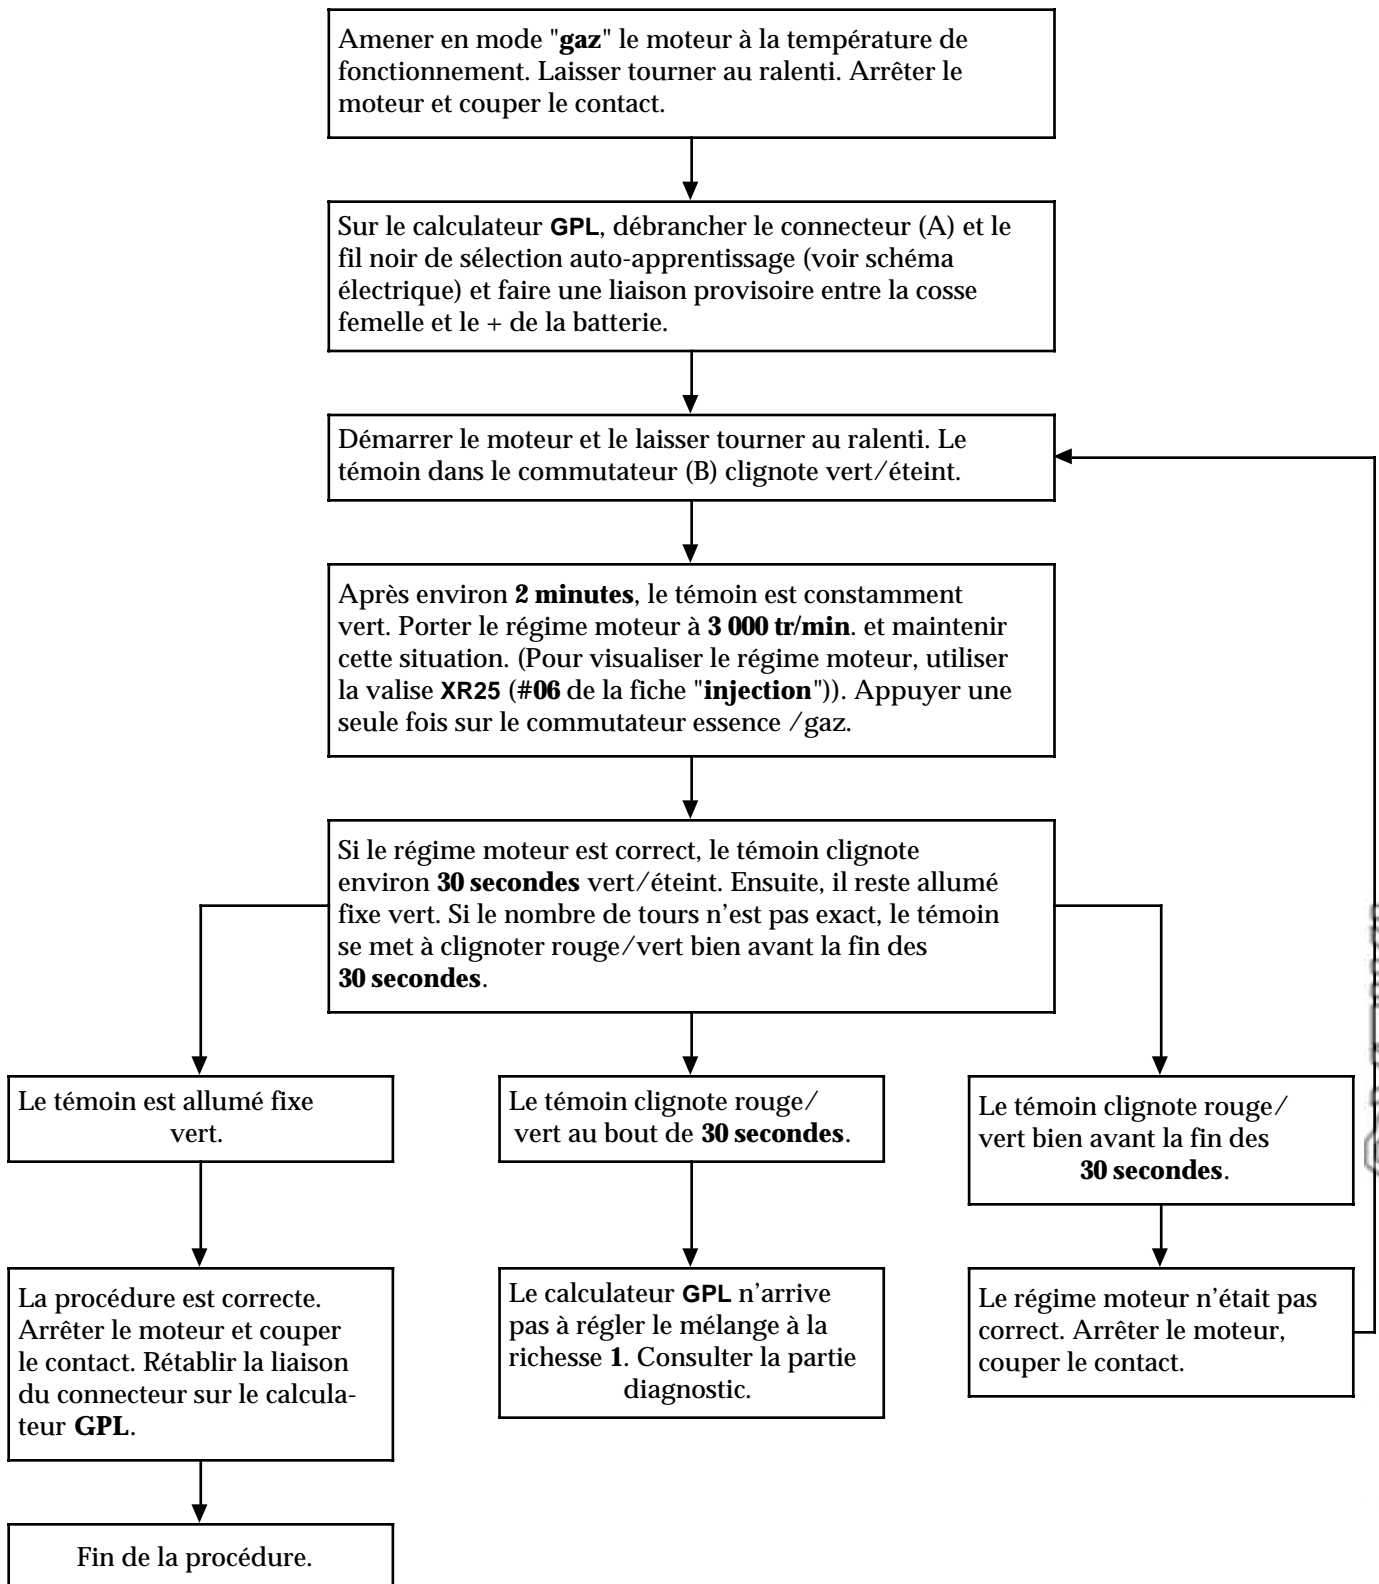 Amener en mode "gaz" le moteur à la température de
fonctionnement. Laisser tourner au ralenti. Arrêter le
moteur et couper le contact.
Sur le calculateur GPL, débrancher le connecteur (A) et le
fil noir de sélection auto-apprentissage (voir schéma
électrique) et faire une liaison provisoire entre la cosse
femelle et le + de la batterie.
Démarrer le moteur et le laisser tourner au ralenti. Le
témoin dans le commutateur (B) clignote vert/éteint.
Après environ 2 minutes, le témoin est constamment
vert. Porter le régime moteur à 3 000 tr/min. et maintenir
cette situation. (Pour visualiser le régime moteur, utiliser
la valise XR25 (#06 de la fiche "injection")). Appuyer une
seule fois sur le commutateur essence /gaz.
Si le régime moteur est correct, le témoin clignote
environ 30 secondes vert/éteint. Ensuite, il reste allumé
fixe vert. Si le nombre de tours n'est pas exact, le témoin
se met à clignoter rouge/vert bien avant la fin des
30 secondes.
Le témoin est allumé fixe
vert.
Le témoin clignote rouge/
vert au bout de 30 secondes.
Le témoin clignote rouge/
vert bien avant la fin des
30 secondes.
La procédure est correcte.
Arrêter le moteur et couper
le contact. Rétablir la liaison
du connecteur sur le calcula-
teur GPL.
Le calculateur GPL n'arrive
pas à régler le mélange à la
richesse 1. Consulter la partie
diagnostic.
Le régime moteur n'était pas
correct. Arrêter le moteur,
couper le contact.
Fin de la procédure.